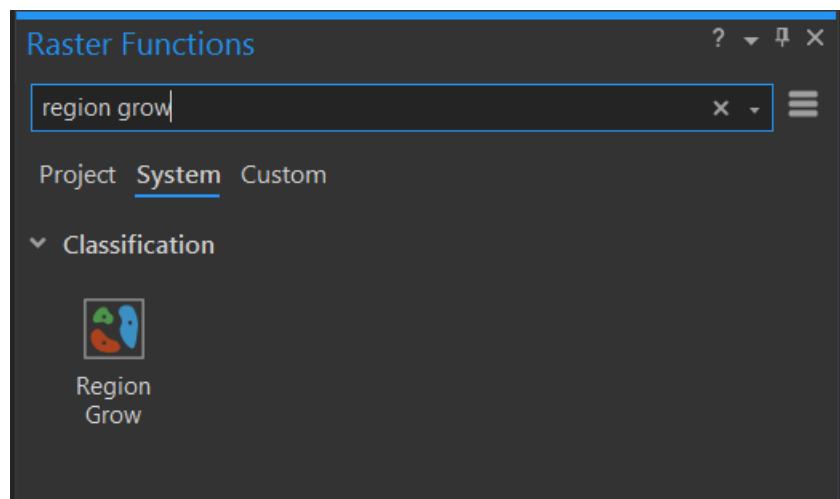 Raster Functions
?
region grow
Project System Custom
Classification
Region
Grow